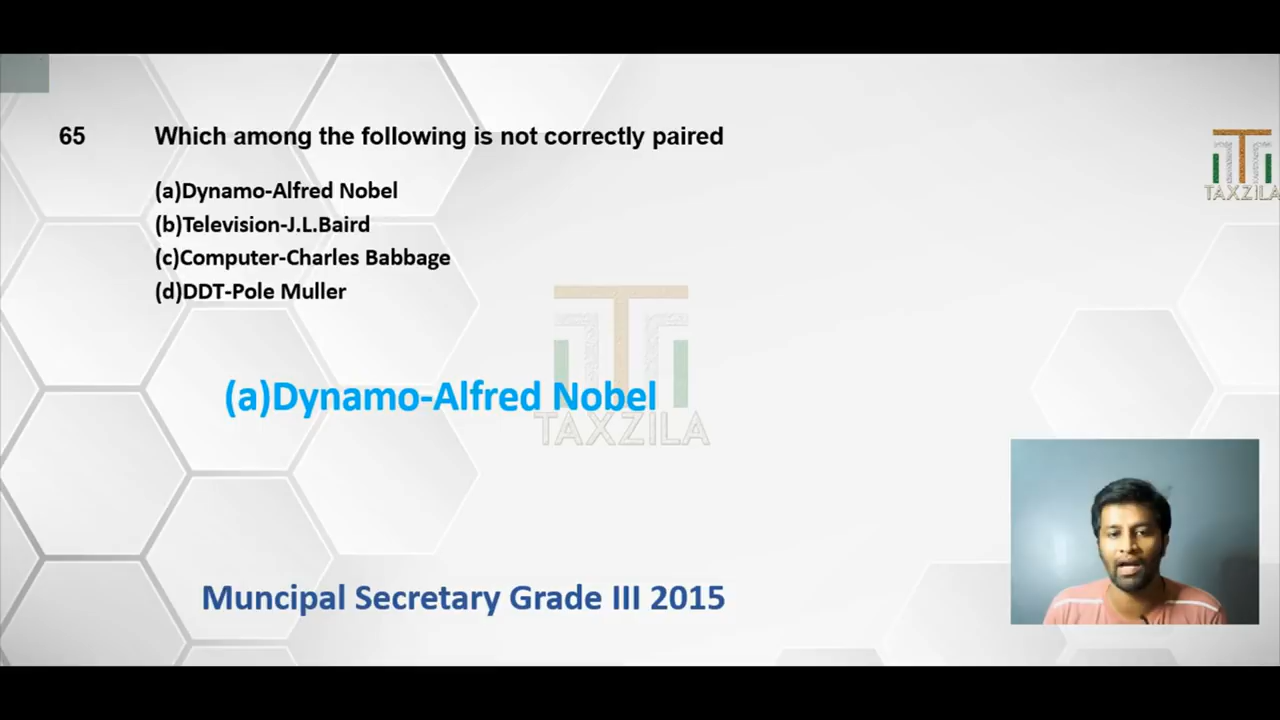 65 Which among the following is not correctly paired
(a)Dynamo-Alfred Nobel
(b)Television-J.L.Baird
(c)Computer-Charles Babbage
(d)DDT-Pole Muller
(a)Dynamo-Alfred Nobel
Muncipal Secretary Grade III 2015
TAXZILA
TAXZILA